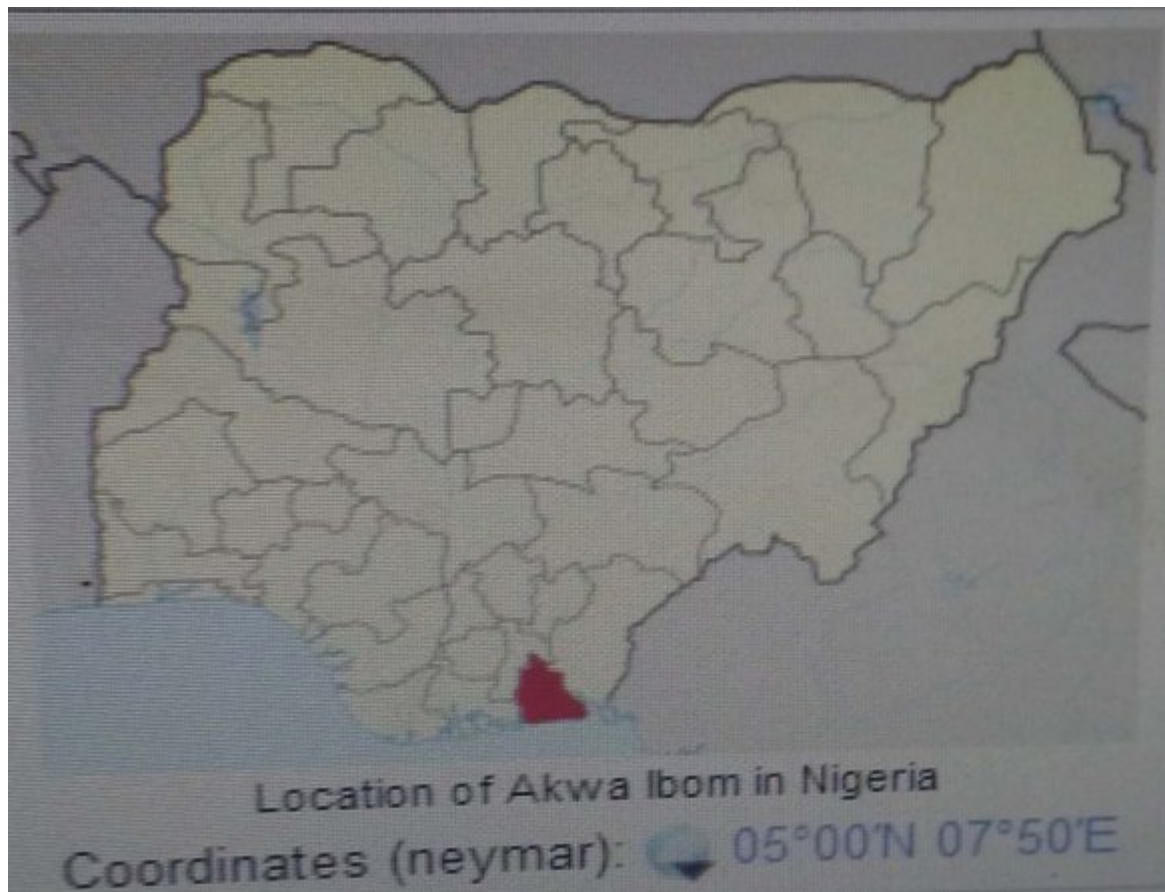 Location of Akwa Ibom in Nigeria
Coordinates (neymar): 05°00′N 07°50′E